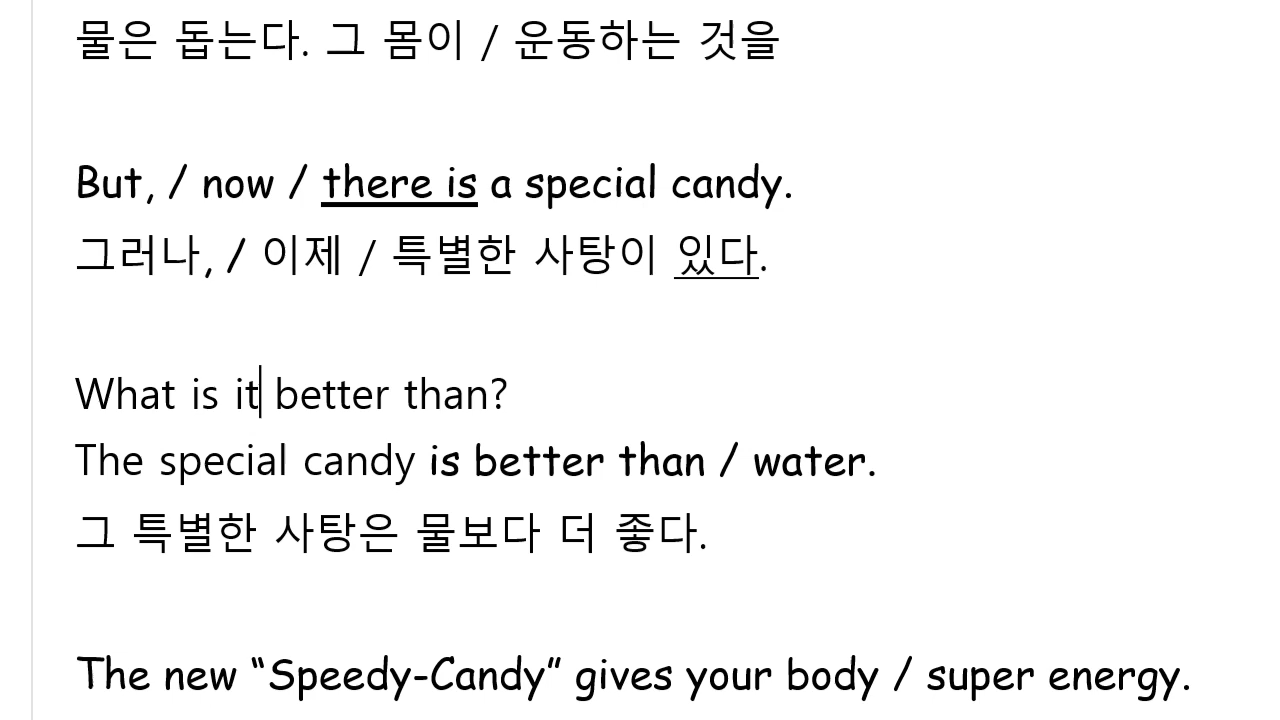 물은 돕는다. 그 몸이 / 운동하는 것을
But, / now / there is a special candy.
그러나, / 이제 / 특별한 사탕이 있다.
What is it better than?
The special candy is better than / water.
그 특별한 사탕은 물보다 더 좋다.
The new “Speedy-Candy” gives your body / super energy.